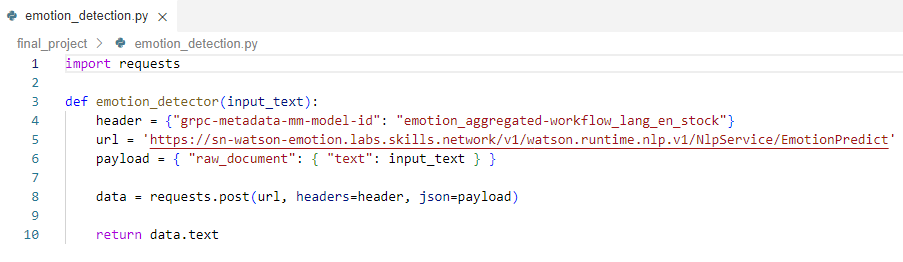 emotion_detection.py
final_project > emotion_detection.py
1 import requests
2
3 def emotion_detector(input_text):
4     header = {"grpc-metadata-mm-model-id": "emotion_aggregated-workflow_lang_en_stock"}
5     url = 'https://sn-watson-emotion.labs.skills.network/v1/watson.runtime.nlp.v1/NlpService/EmotionPredict'
6     payload = { "raw_document": { "text": input_text } }
7
8     data = requests.post(url, headers=header, json=payload)
9
10     return data.text